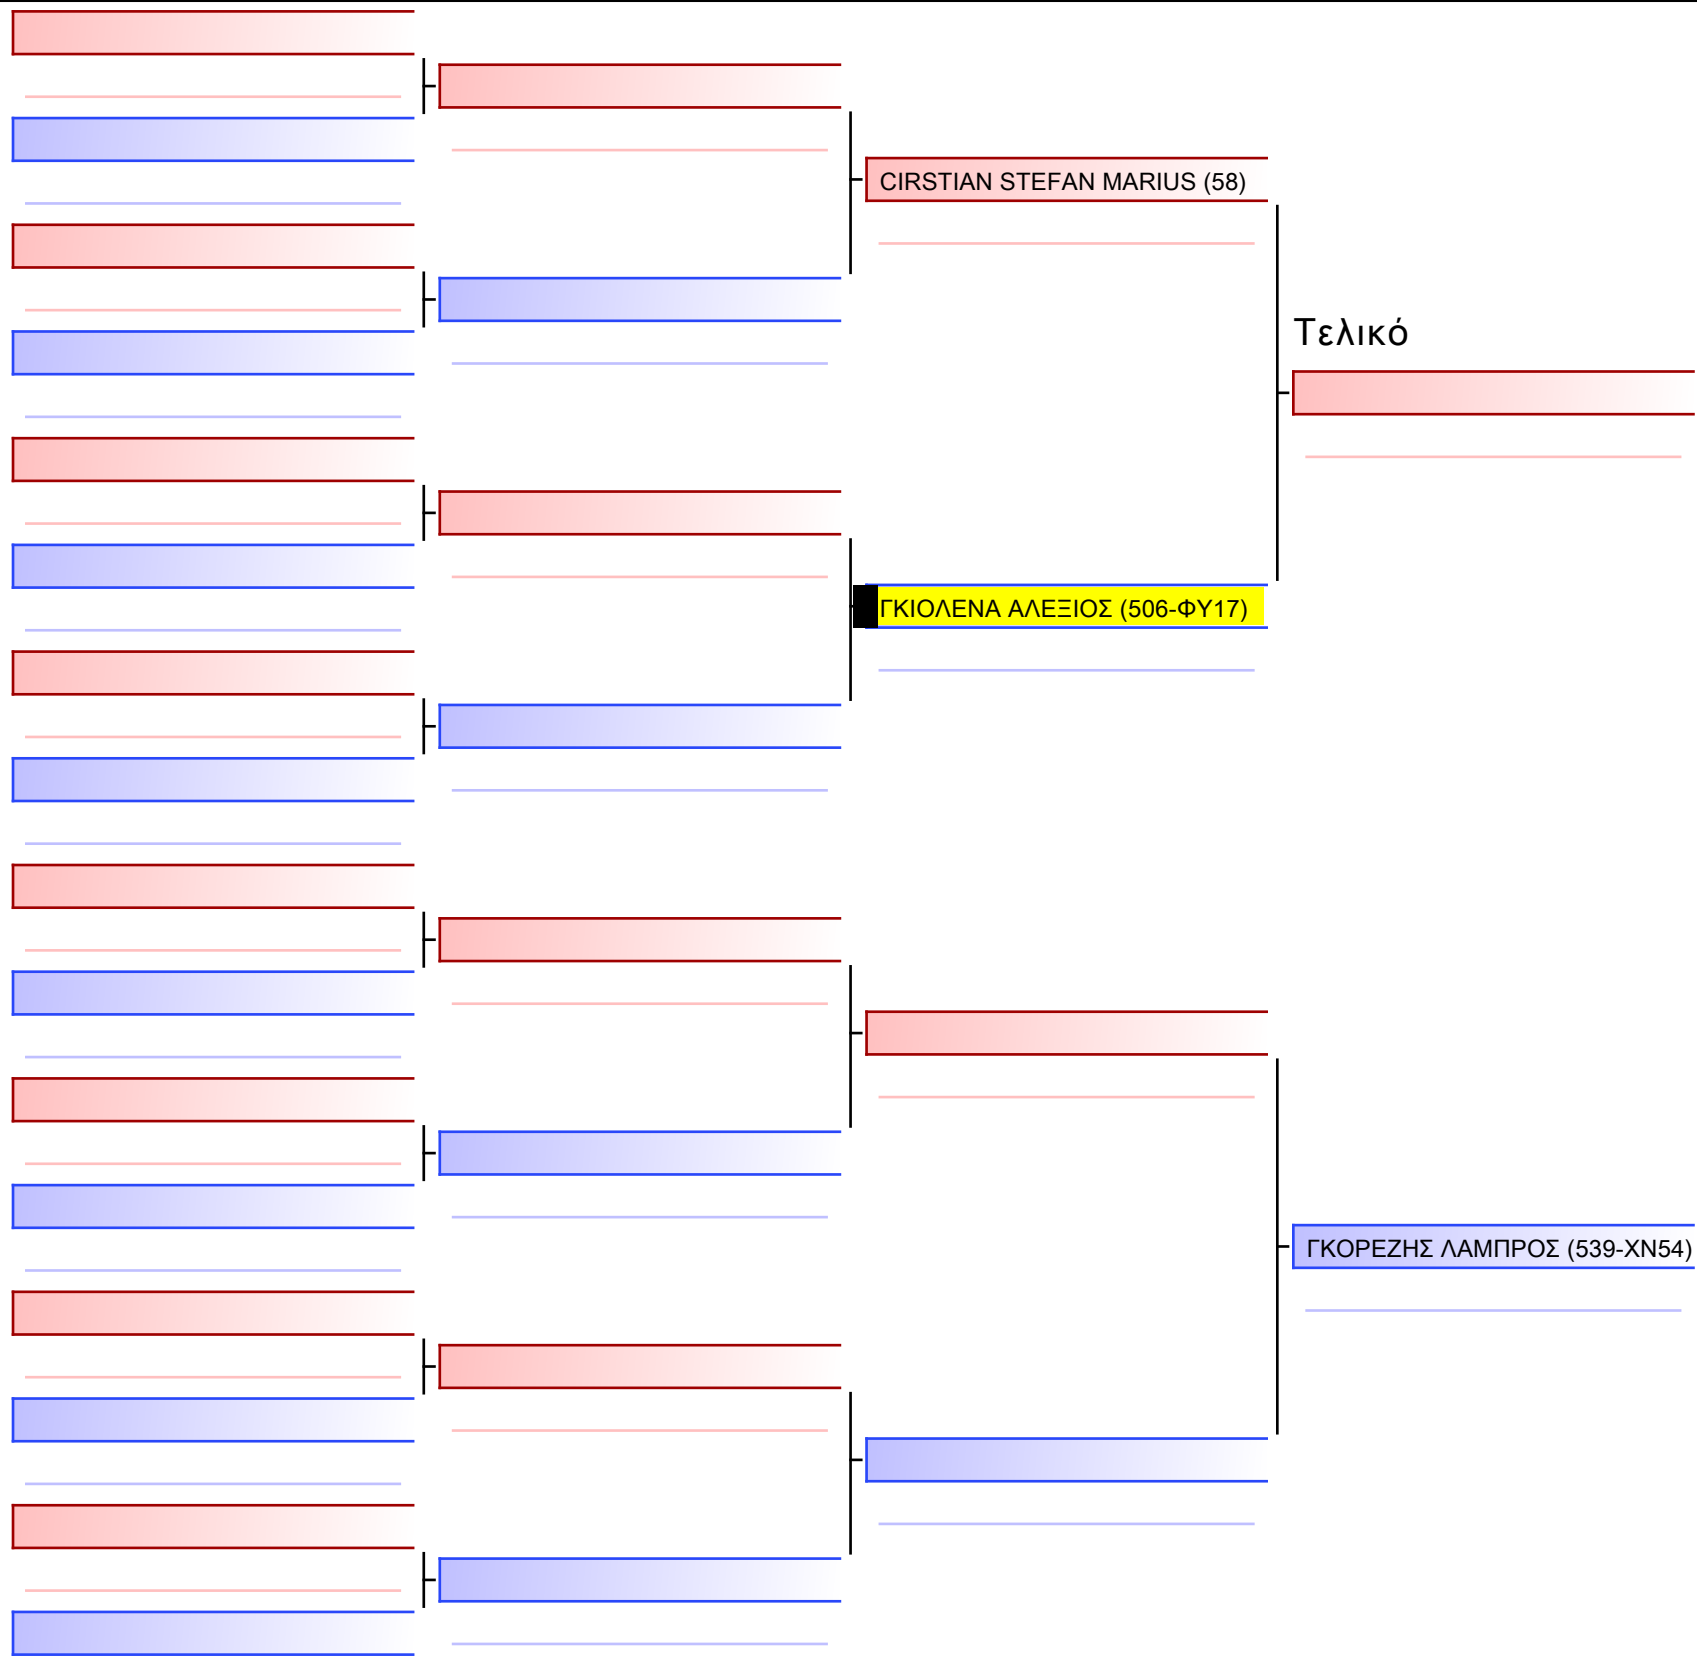 CIRSTIAN STEFAN MARIUS (58)
Τελικό
ΓΚΙΟΛΕΝΑ ΑΛΕΞΙΟΣ (506-ΦΥ17)
ΓΚΟΡΕΖΗΣ ΛΑΜΠΡΟΣ (539-ΧΝ54)